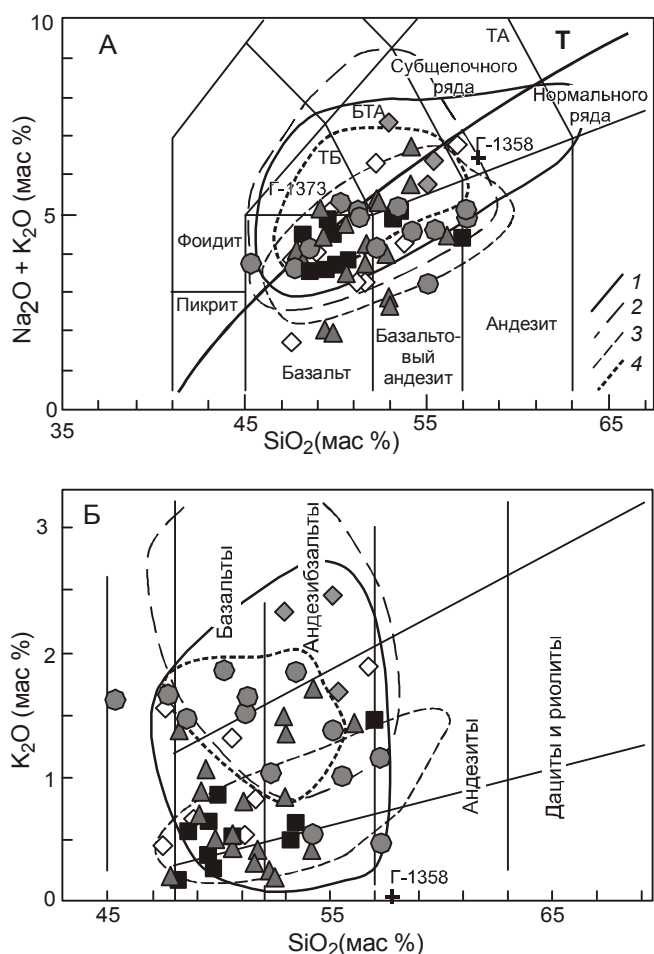 А
Na₂O + K₂O (мас %)
10
5
0
35
45
55
65
SiO₂(мас %)
Т
ТА
Субщелочного
ряда
Нормального
ряда
БТА
ТБ
Г-1358
Г-1373
Фоидит
Пикрит
Базальт
Базальто-
вый
андезит
Андезит
1
2
3
4
Б
K₂O (мас %)
3
2
1
0
45
55
65
SiO₂(мас %)
Базальты
Андезибзальты
Андезиты
Дациты и риолиты
Г-1358